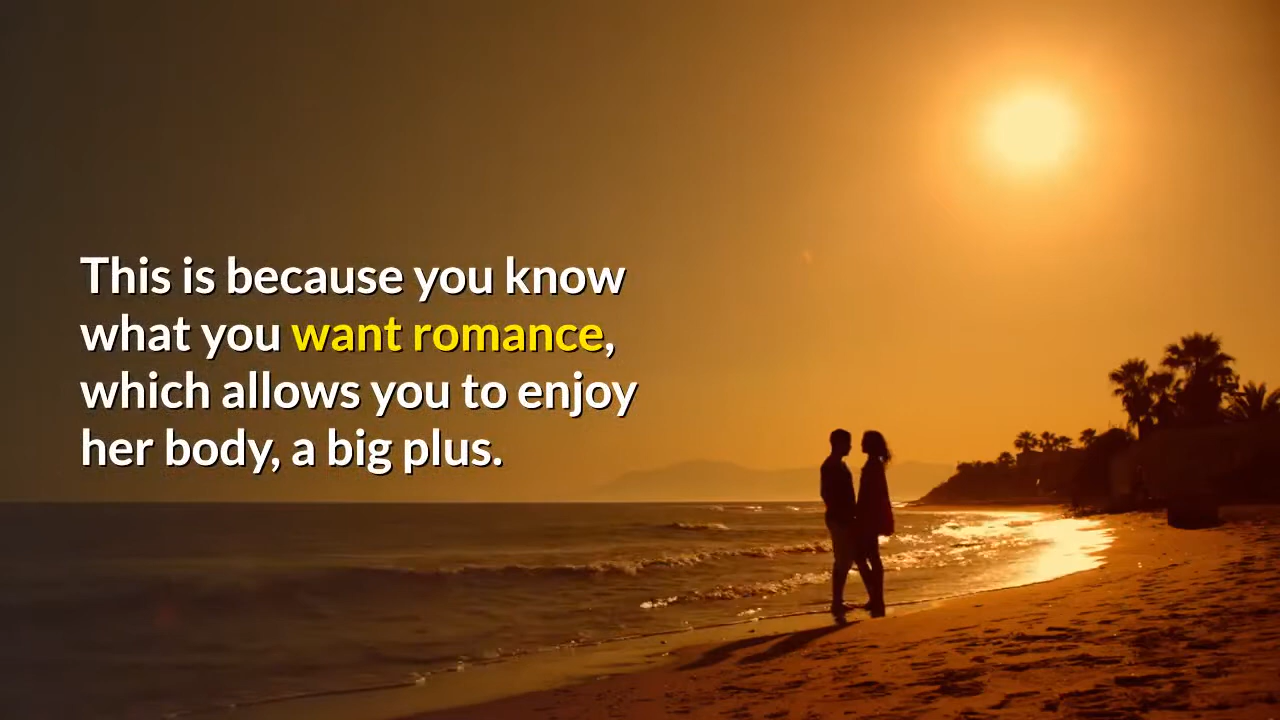 This is because you know
what you want romance,
which allows you to enjoy
her body, a big plus.